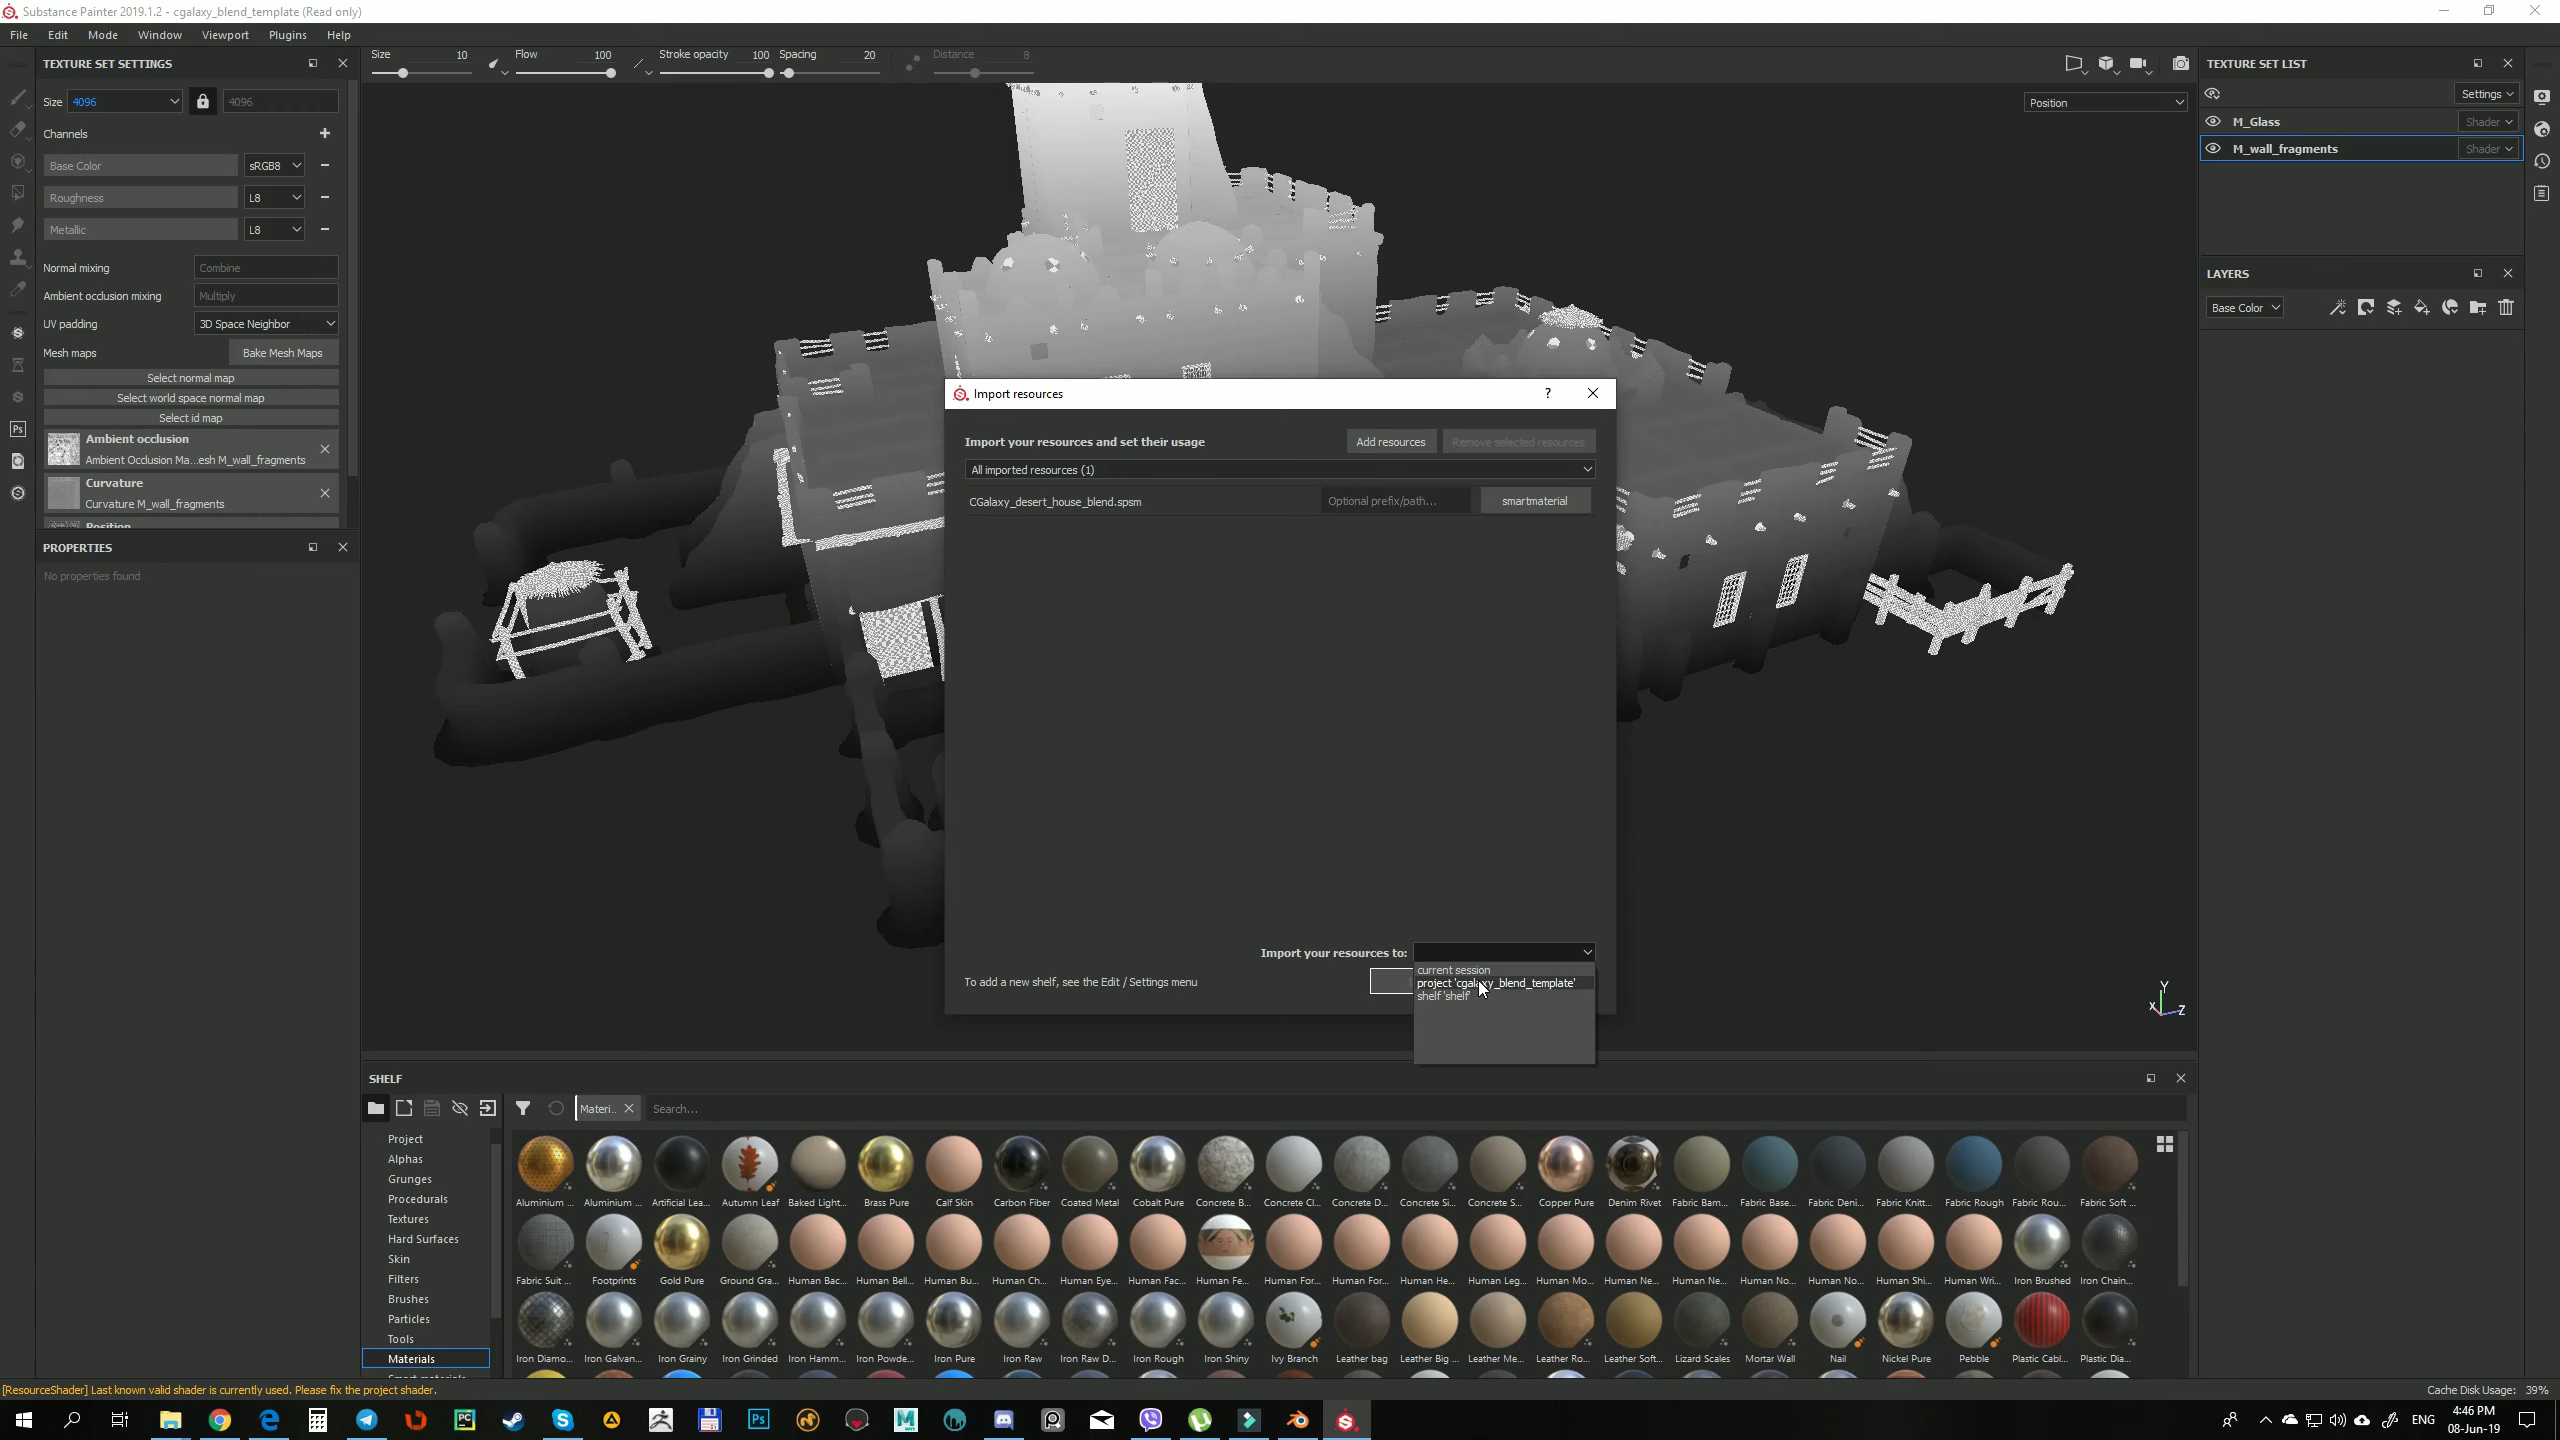 Substance Painter 2019.1.2 - cgalaxy_blend_template (Read only)
File Edit Mode Window Viewport Plugins Help
TEXTURE SET SETTINGS
Size 4096 4096
Channels
Base Color sRGB8
Roughness L8
Metallic L8
Normal mixing Combine
Ambient occlusion mixing Multiply
UV padding 3D Space Neighbor
Mesh maps Bake Mesh Maps
Select normal map
Select world space normal map
Select id map
Ambient occlusion
Ambient Occlusion Ma...esh M_wall_fragments
Curvature
Curvature M_wall_fragments
Position
PROPERTIES
No properties found
Size 10 Flow 100 Stroke opacity 100 Spacing 20 Distance 8
Position
Import resources ?
Import your resources and set their usage Add resources Remove selected resources
All imported resources (1)
CGalaxy_desert_house_blend.spsm Optional prefix/path... smartmaterial
Import your resources to:
current session
project 'cgalaxy_blend_template'
shelf 'shelf'
To add a new shelf, see the Edit / Settings menu
Y
X Z
TEXTURE SET LIST
Settings
M_Glass Shader
M_wall_fragments Shader
LAYERS
Base Color
SHELF
Materi.. Search...
Project
Alphas
Grunges
Procedurals
Textures
Hard Surfaces
Skin
Filters
Brushes
Particles
Tools
Materials
Smart materials
Aluminium ... Aluminium ... Artificial Lea... Autumn Leaf Baked Light... Brass Pure Calf Skin Carbon Fiber Coated Metal Cobalt Pure Concrete B... Concrete Cl... Concrete D... Concrete Si... Concrete S... Copper Pure Denim Rivet Fabric Bam... Fabric Base... Fabric Deni... Fabric Knitt... Fabric Rough Fabric Rou... Fabric Soft ...
Fabric Suit ... Footprints Gold Pure Ground Gra... Human Bac... Human Bell... Human Bu... Human Ch... Human Eye... Human Fac... Human Fe... Human For... Human For... Human He... Human Leg... Human Mo... Human Ne... Human Ne... Human No... Human No... Human Shi... Human Wri... Iron Brushed Iron Chain...
Iron Diamo... Iron Galvan... Iron Grainy Iron Grinded Iron Hamm... Iron Powde... Iron Pure Iron Raw Iron Raw D... Iron Rough Iron Shiny Ivy Branch Leather bag Leather Big ... Leather Me... Leather Ro... Leather Soft... Lizard Scales Mortar Wall Nail Nickel Pure Pebble Plastic Cabl... Plastic Dia...
[ResourceShader] Last known valid shader is currently used. Please fix the project shader.
Cache Disk Usage: 39%
ENG
4:46 PM
08-Jun-19